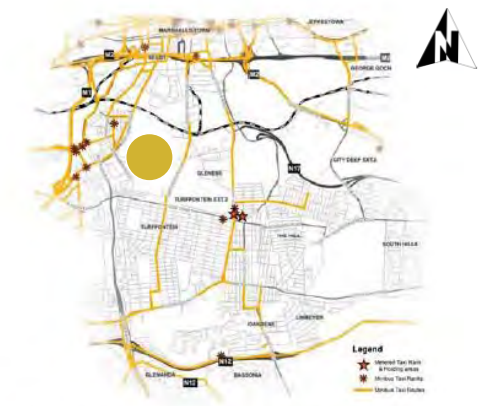 N
MARSHALLSTOWN
JEPPESTOWN
M2
SELBY
M2
M2
GEORGE GOCH
M1
N17
CITY DEEP EXT.2
GLENESK
TURFFONTEIN EXT.2
TURFFONTEIN
THE HILL
SOUTH HILLS
LINMEYER
OAKDENE
N12
GLENANDA
BASSONIA
N12
Legend
Metered Taxi Ranks
& Holding areas
Minibus Taxi Ranks
Minibus Taxi Routes